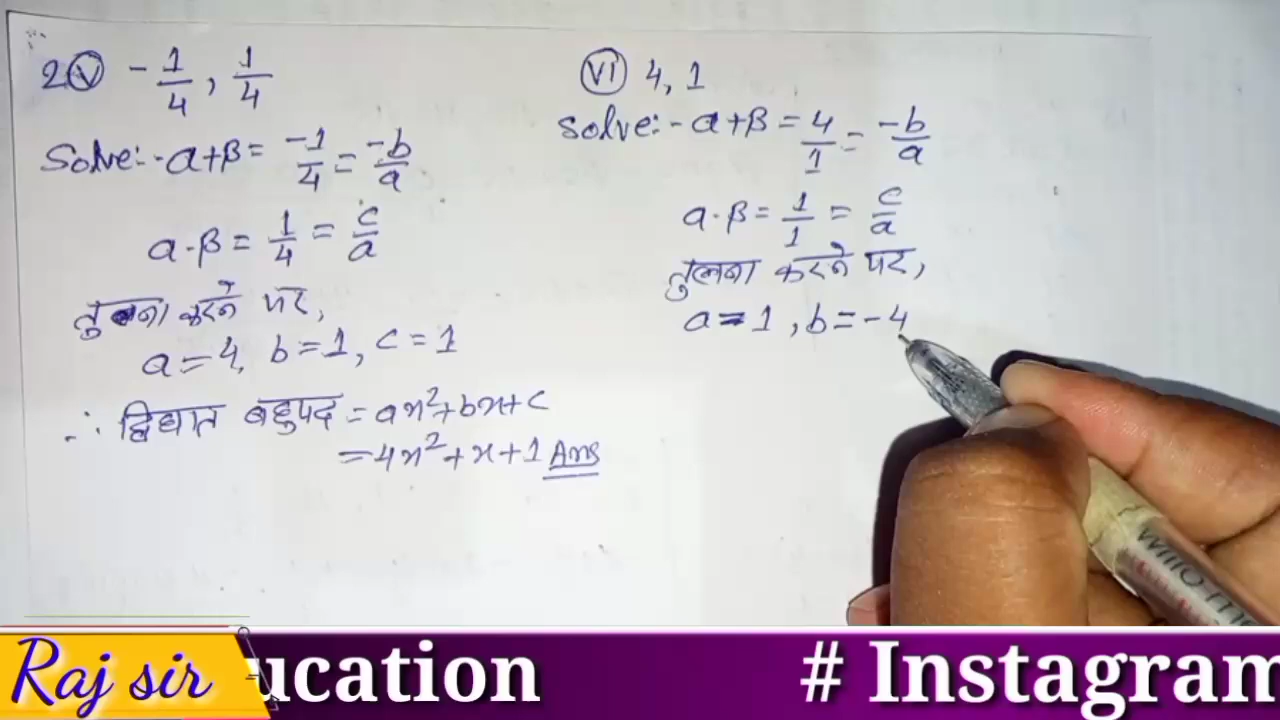 2(V) -1/4, 1/4
Solve:- α+β = -1/4 = -b/a
α·β = 1/4 = c/a
तुलना करने पर,
a=4, b=1, c=1
∴ द्विघात बहुपद = ax²+bx+c
=4x²+x+1 Ans
(VI) 4, 1
Solve:- α+β = 4/1 = -b/a
α·β = 1/1 = c/a
तुलना करने पर,
a=1, b=-4
Raj sir
ucation
# Instagram